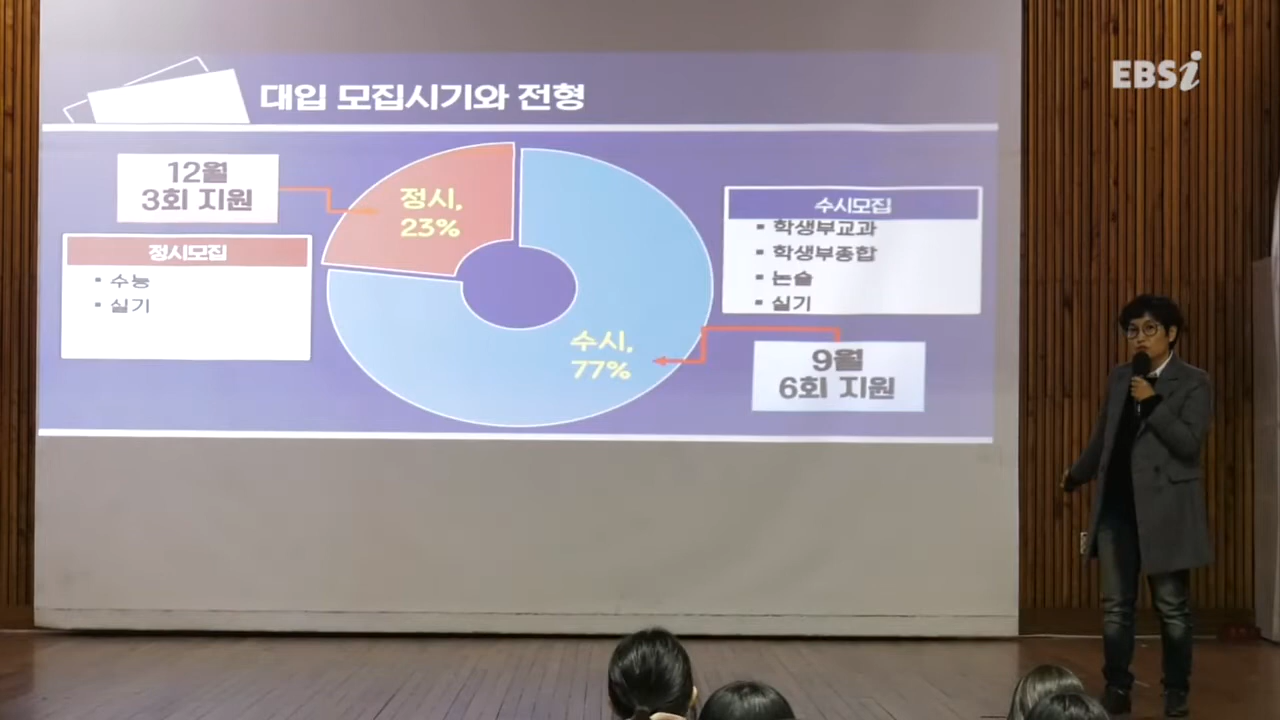 대입 모집시기와 전형
EBSi
12월
3회 지원
정시모집
▪ 수능
▪ 실기
정시,
23%
수시,
77%
수시모집
▪ 학생부교과
▪ 학생부종합
▪ 논술
▪ 실기
9월
6회 지원